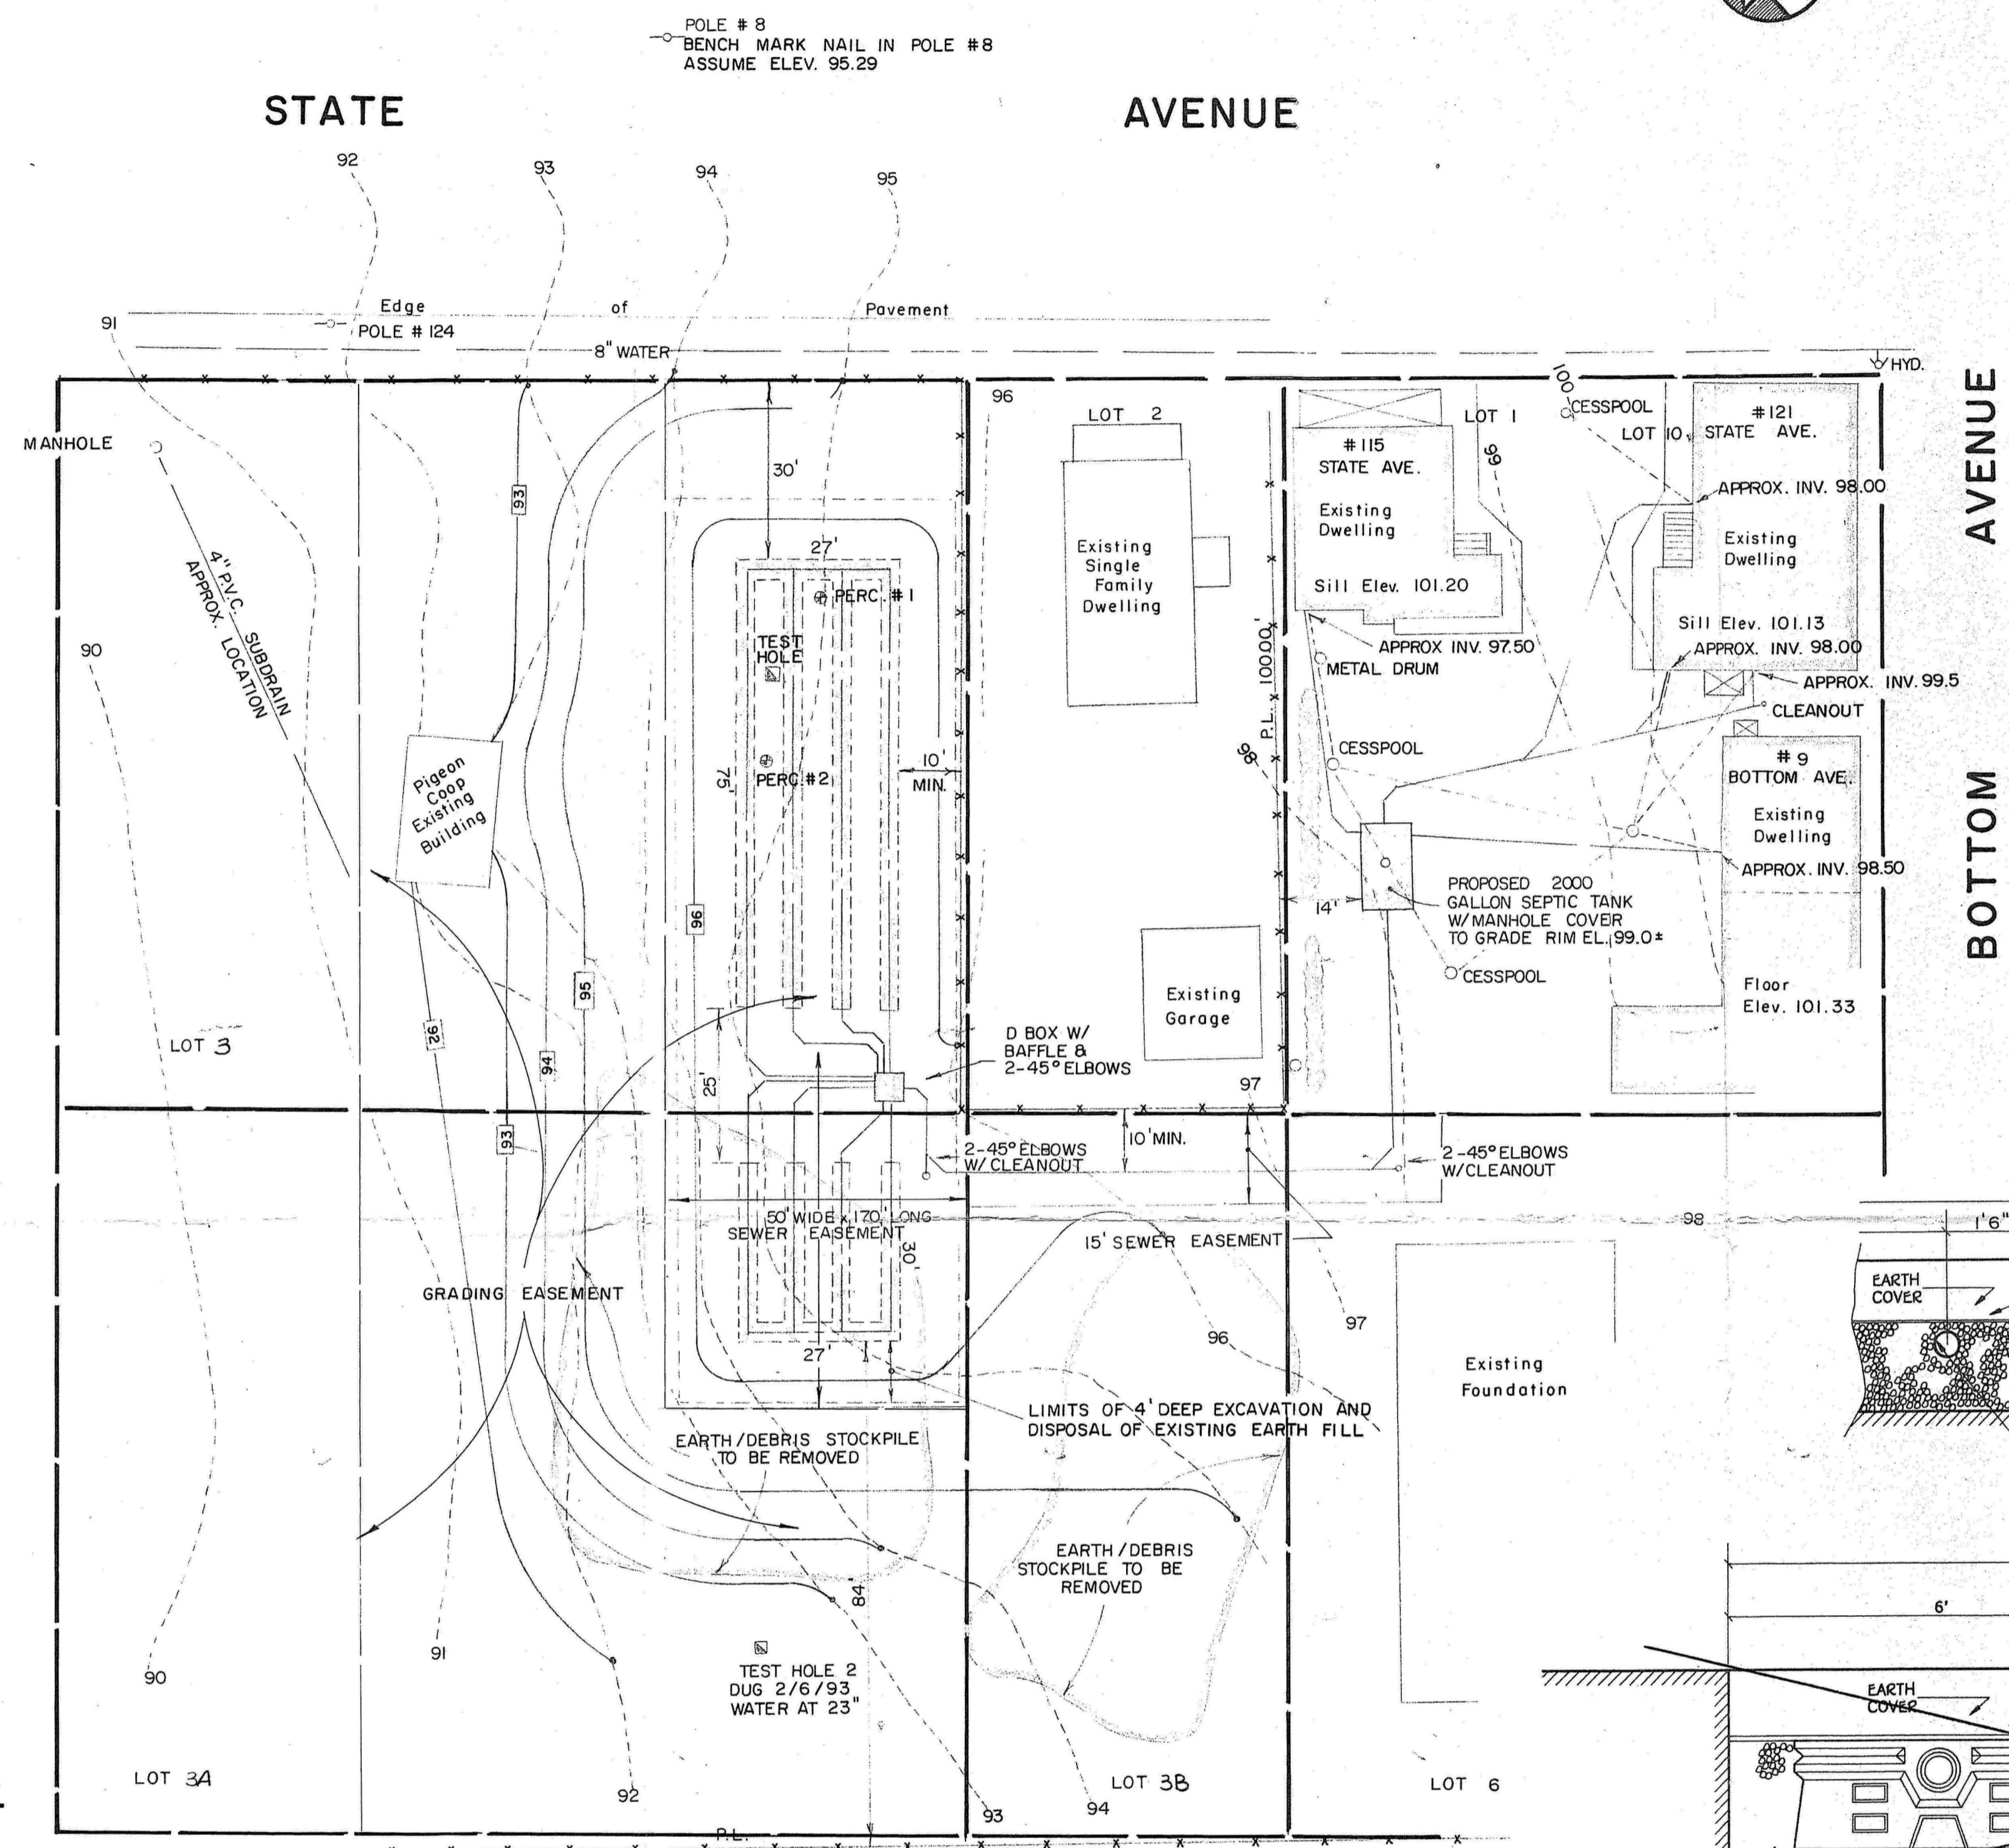 POLE # 8
BENCH MARK NAIL IN POLE #8
ASSUME ELEV. 95.29
STATE AVENUE
92
93
94
95
91
Edge of Pavement
POLE # 124
8" WATER
HYD.
MANHOLE
96
LOT 2
LOT 1
100
CESSPOOL
LOT 10
#121
STATE AVE.
#115
STATE AVE.
99
APPROX. INV. 98.00
30'
93
Existing
Dwelling
Existing
Dwelling
27'
Existing
Single
Family
Dwelling
4" P.V.C. SUBDRAIN
APPROX. LOCATION
PERC. #1
Sill Elev. 101.20
Sill Elev. 101.13
TEST
HOLE
APPROX INV. 97.50
APPROX. INV. 98.00
90
P.L. 100.00'
METAL DRUM
APPROX. INV. 99.5
CLEANOUT
98
CESSPOOL
Pigeon
Coop
Existing
Building
75'
PERC. #2
10'
MIN.
# 9
BOTTOM AVE.
Existing
Dwelling
BOTTOM AVENUE
APPROX. INV. 98.50
96
14'
PROPOSED 2000
GALLON SEPTIC TANK
W/MANHOLE COVER
TO GRADE RIM EL. 99.0±
CESSPOOL
95
Existing
Garage
Floor
Elev. 101.33
92
LOT 3
94
D BOX W/
BAFFLE &
2-45° ELBOWS
25'
97
93
10' MIN.
2-45° ELBOWS
W/CLEANOUT
2-45° ELBOWS
W/CLEANOUT
50' WIDE x 170' LONG
SEWER EASEMENT
98
1'6"
15' SEWER EASEMENT
30'
GRADING EASEMENT
EARTH
COVER
97
96
27'
Existing
Foundation
LIMITS OF 4' DEEP EXCAVATION AND
DISPOSAL OF EXISTING EARTH FILL
EARTH/DEBRIS STOCKPILE
TO BE REMOVED
EARTH/DEBRIS
STOCKPILE TO BE
REMOVED
84'
6'
90
91
TEST HOLE 2
DUG 2/6/93
WATER AT 23"
EARTH
COVER
LOT 3A
92
93
94
LOT 3B
LOT 6
P.L.